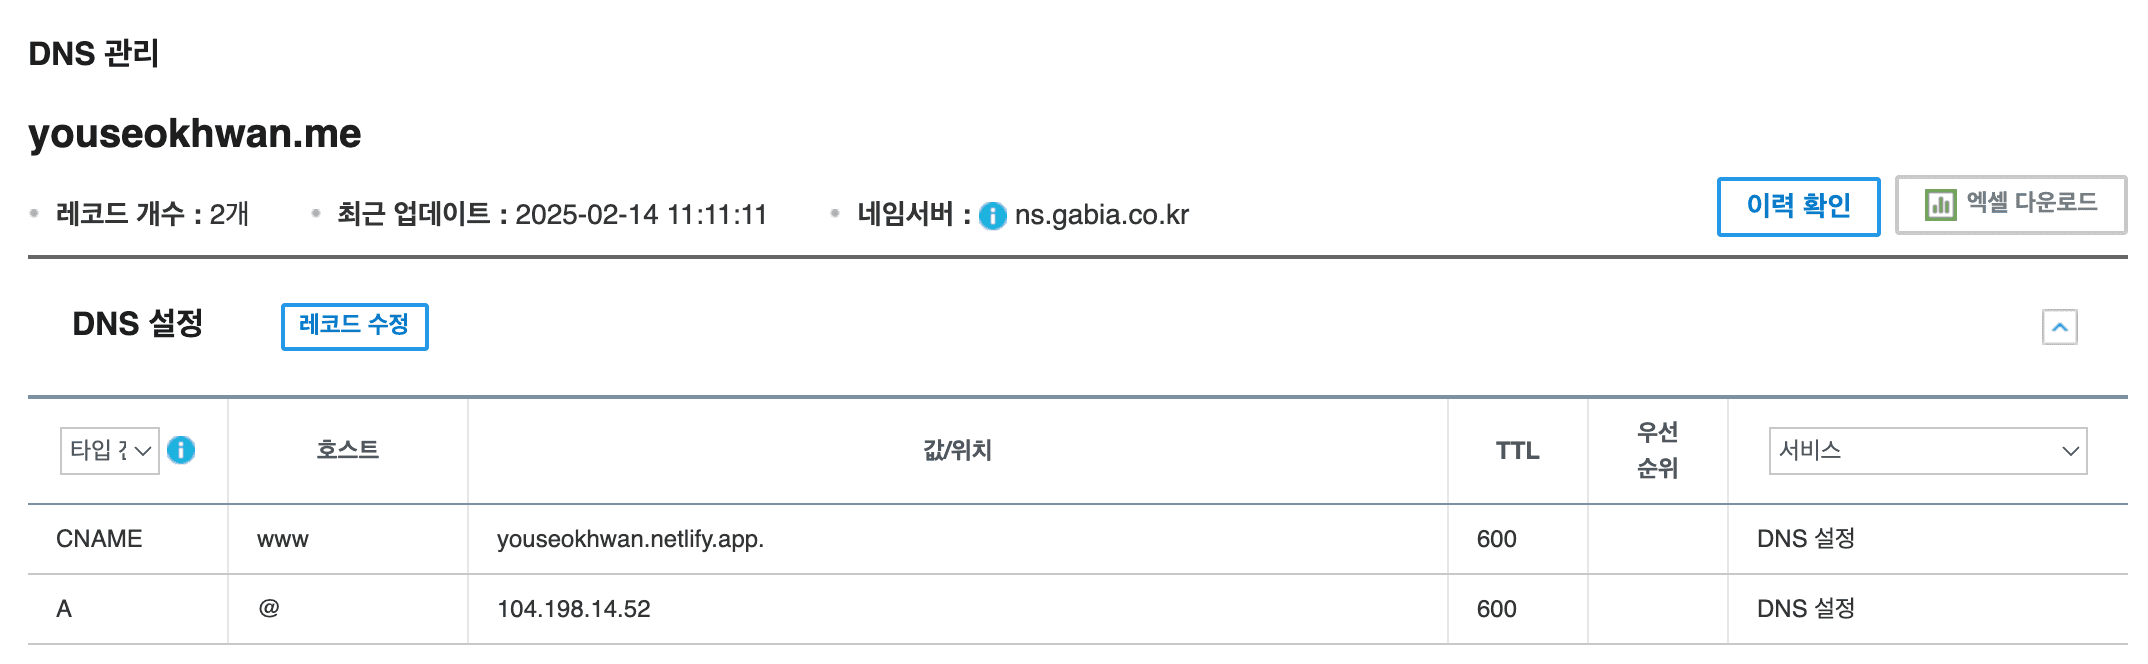 DNS 관리
youseokhwan.me
레코드 개수 : 2개 최근 업데이트 : 2025-02-14 11:11:11 네임서버 : ns.gabia.co.kr 이력 확인 엑셀 다운로드
DNS 설정 레코드 수정
타입 호스트 값/위치 TTL 우선 순위 서비스
CNAME www youseokhwan.netlify.app. 600 DNS 설정
A @ 104.198.14.52 600 DNS 설정